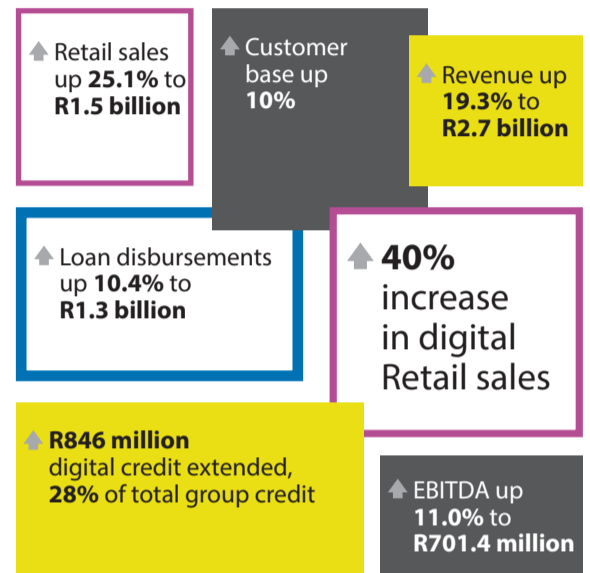 Retail sales
up 25.1% to
R1.5 billion
Customer
base up
10%
Revenue up
19.3% to
R2.7 billion
Loan disbursements
up 10.4% to
R1.3 billion
40%
increase
in digital
Retail sales
R846 million
digital credit extended,
28% of total group credit
EBITDA up
11.0% to
R701.4 million